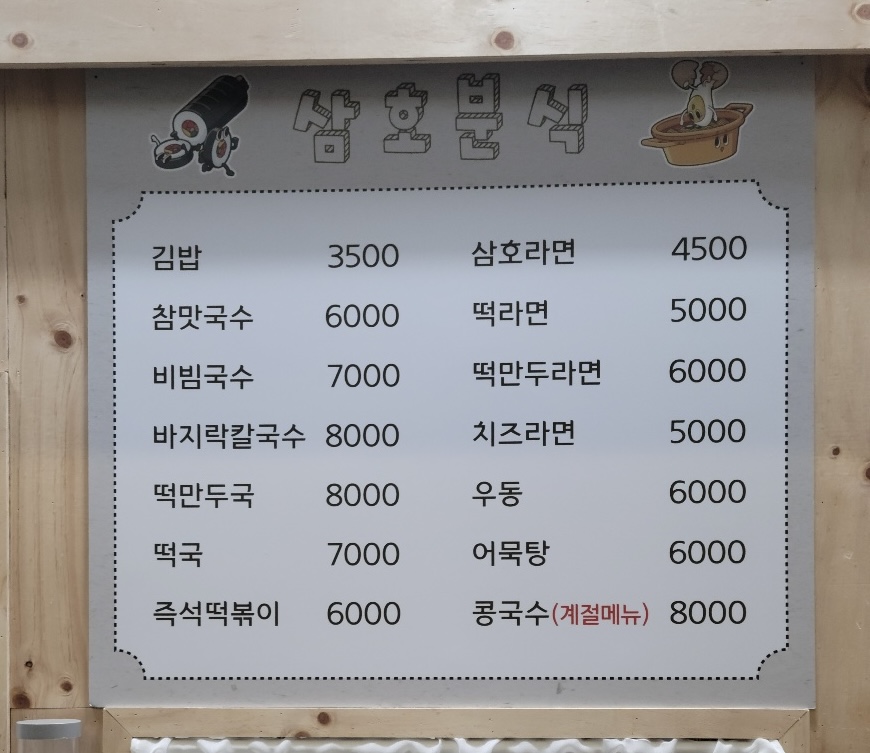 삼호분식
김밥 3500
참맛국수 6000
비빔국수 7000
바지락칼국수 8000
떡만두국 8000
떡국 7000
즉석떡볶이 6000
삼호라면 4500
떡라면 5000
떡만두라면 6000
치즈라면 5000
우동 6000
어묵탕 6000
콩국수(계절메뉴) 8000